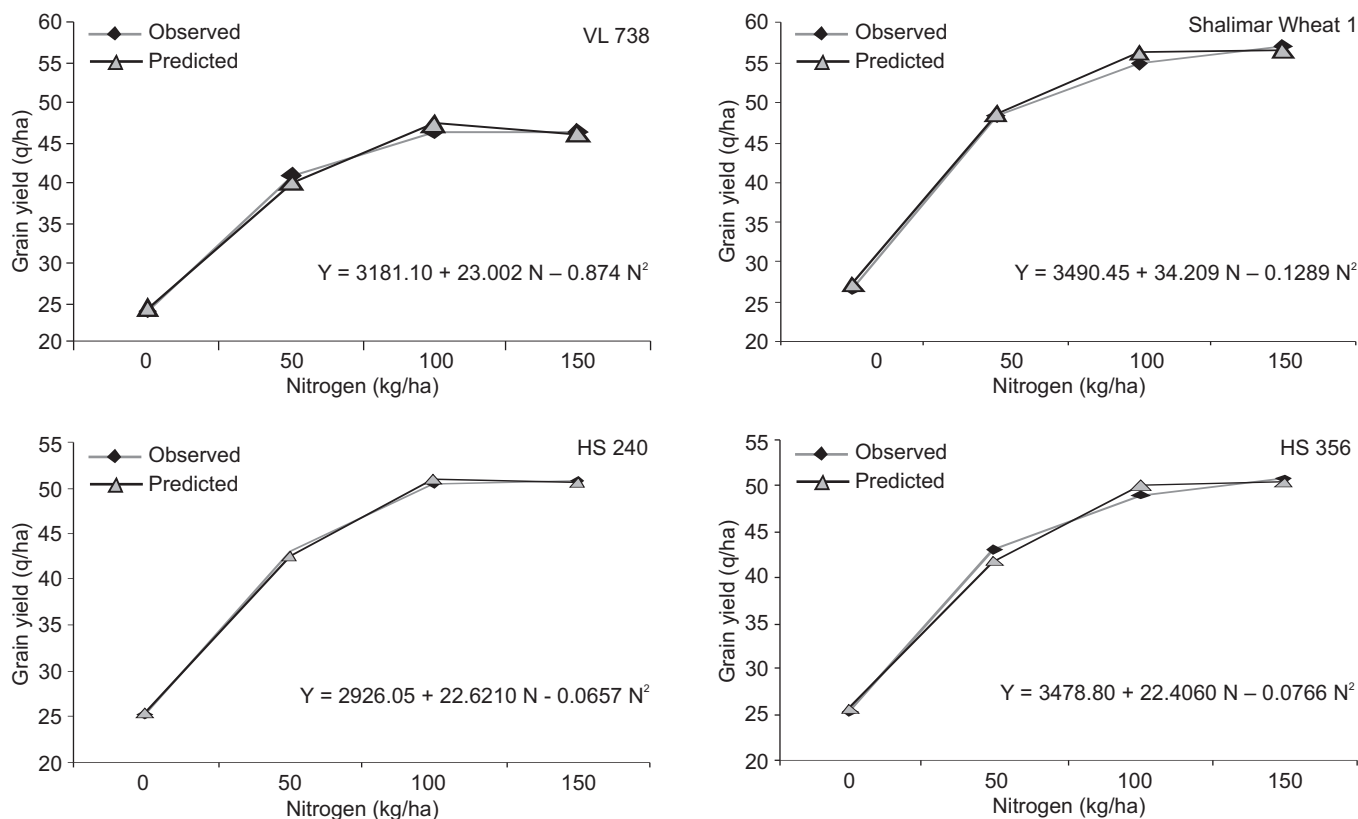 VL 738
Observed
Predicted
Grain yield (q/ha)
60
55
50
45
40
35
30
25
20
Y = 3181.10 + 23.002 N – 0.874 N²
0 50 100 150
Nitrogen (kg/ha)
Shalimar Wheat 1
Observed
Predicted
Grain yield (q/ha)
60
55
50
45
40
35
30
25
20
Y = 3490.45 + 34.209 N – 0.1289 N²
0 50 100 150
Nitrogen (kg/ha)
HS 240
Observed
Predicted
Grain yield (q/ha)
55
50
45
40
35
30
25
20
Y = 2926.05 + 22.6210 N - 0.0657 N²
0 50 100 150
Nitrogen (kg/ha)
HS 356
Observed
Predicted
Grain yield (q/ha)
55
50
45
40
35
30
25
20
Y = 3478.80 + 22.4060 N – 0.0766 N²
0 50 100 150
Nitrogen (kg/ha)